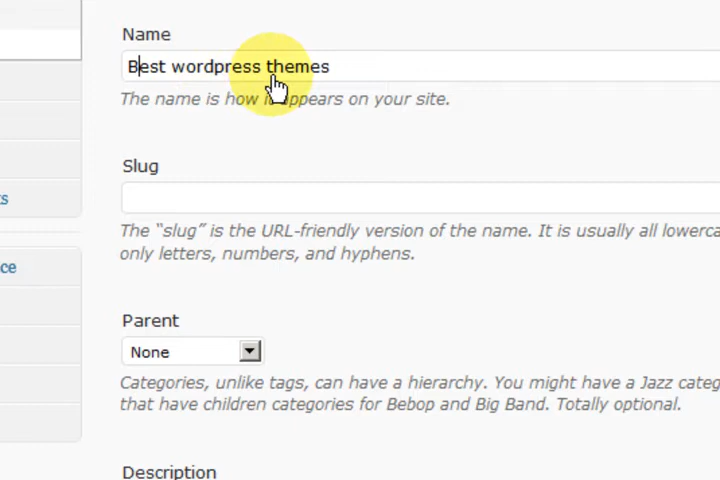 Name
Best wordpress themes
The name is how it appears on your site.
Slug
The “slug” is the URL-friendly version of the name. It is usually all lowerca
only letters, numbers, and hyphens.
s
ce
Parent
None
Categories, unlike tags, can have a hierarchy. You might have a Jazz categ
that have children categories for Bebop and Big Band. Totally optional.
Description